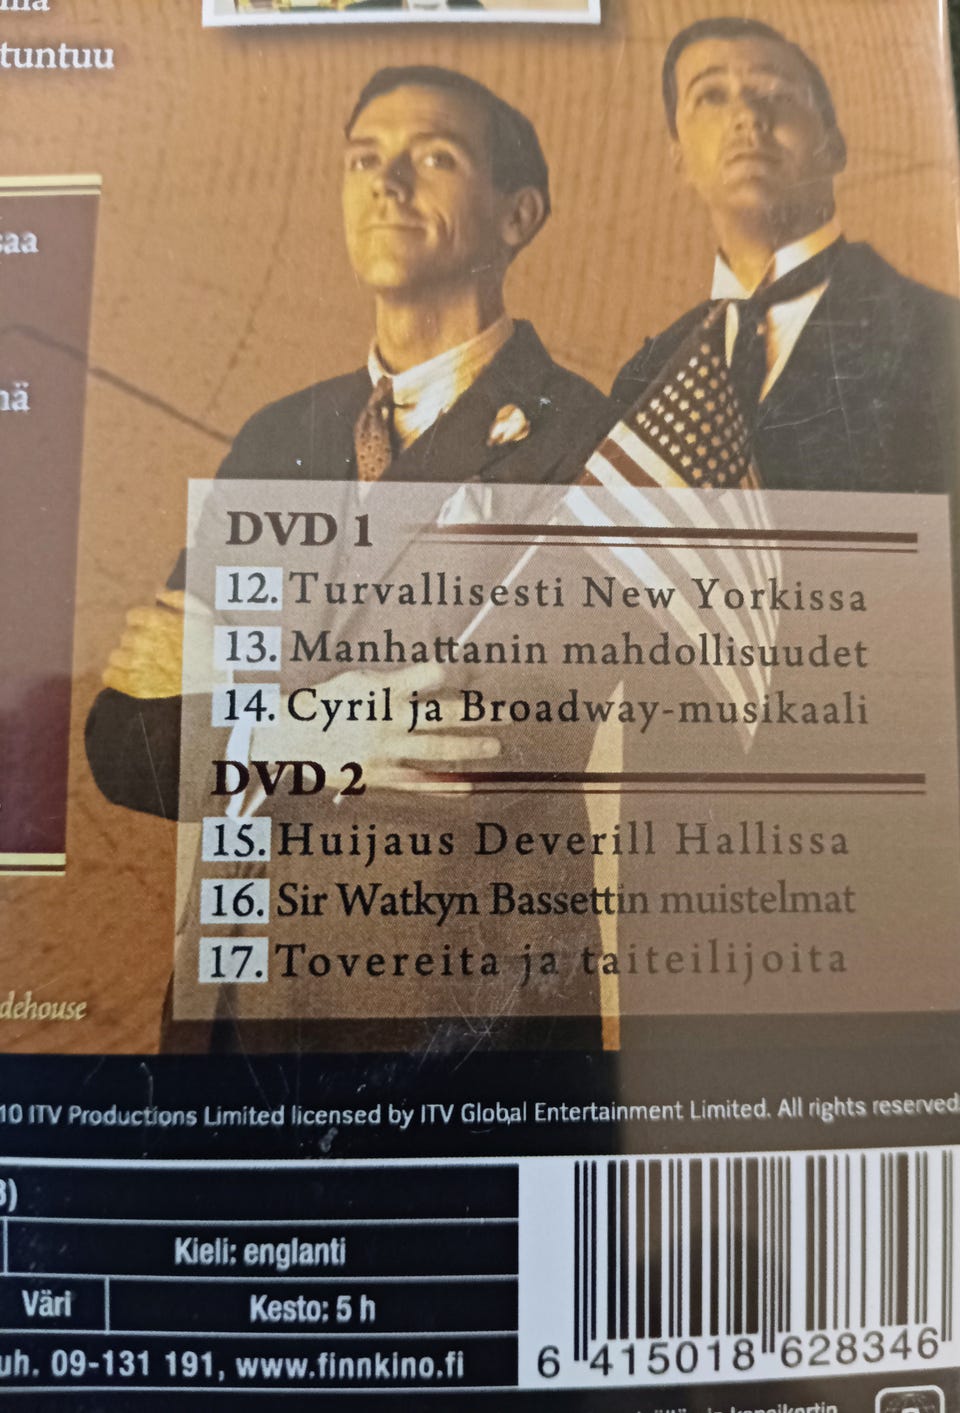 tuntuu
DVD 1
12. Turvallisesti New Yorkissa
13. Manhattanin mahdollisuudet
14. Cyril ja Broadway-musikaali
DVD 2
15. Huijaus Deverill Hallissa
16. Sir Watkyn Bassettin muistelmat
17. Tovereita ja taiteilijoita
dehouse
10 ITV Productions Limited licensed by ITV Global Entertainment Limited. All rights reserved
Kieli: englanti
Väri
Kesto: 5 h
uh. 09-131 191, www.finnkino.fi
6 415018 628346